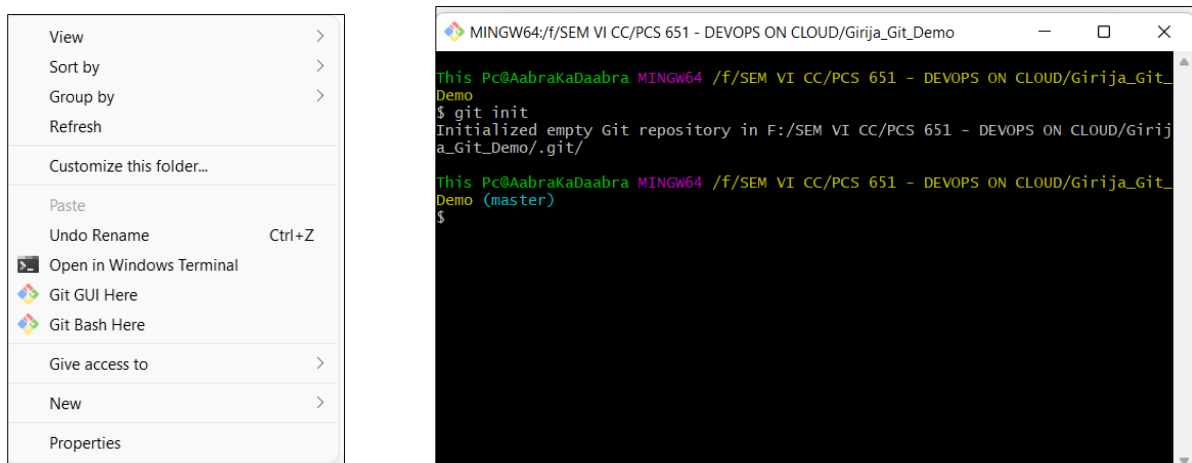 View
Sort by
Group by
Refresh
Customize this folder...
Paste
Undo Rename Ctrl+Z
Open in Windows Terminal
Git GUI Here
Git Bash Here
Give access to
New
Properties
MINGW64:/f/SEM VI CC/PCS 651 - DEVOPS ON CLOUD/Girija_Git_Demo
This Pc@AabraKaDaabra MINGW64 /f/SEM VI CC/PCS 651 - DEVOPS ON CLOUD/Girija_Git_
Demo
$ git init
Initialized empty Git repository in F:/SEM VI CC/PCS 651 - DEVOPS ON CLOUD/Girij
a_Git_Demo/.git/
This Pc@AabraKaDaabra MINGW64 /f/SEM VI CC/PCS 651 - DEVOPS ON CLOUD/Girija_Git_
Demo (master)
$